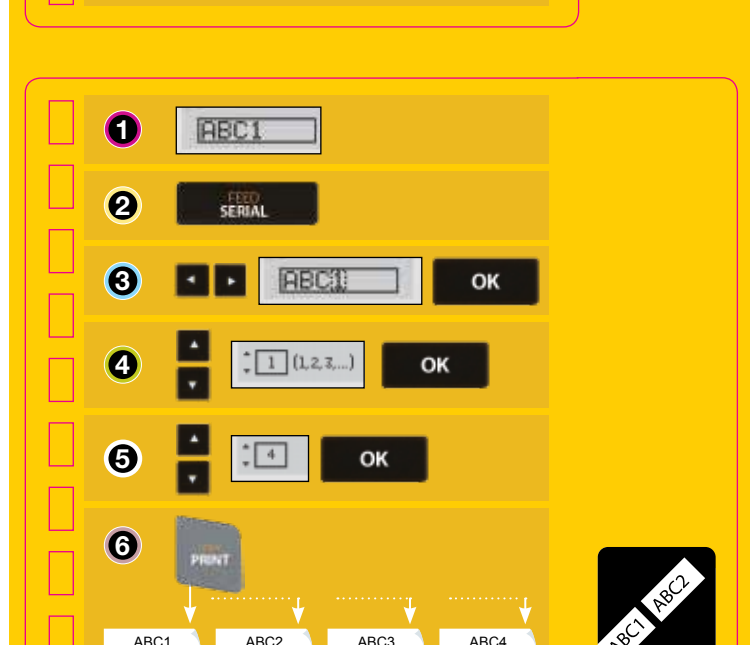 1
ABC1
2
FEED
SERIAL
3
ABC1
OK
4
1 (1,2,3,...)
OK
5
4
OK
6
PRINT
ABC1 ABC2 ABC3 ABC4
ABC1 ABC2